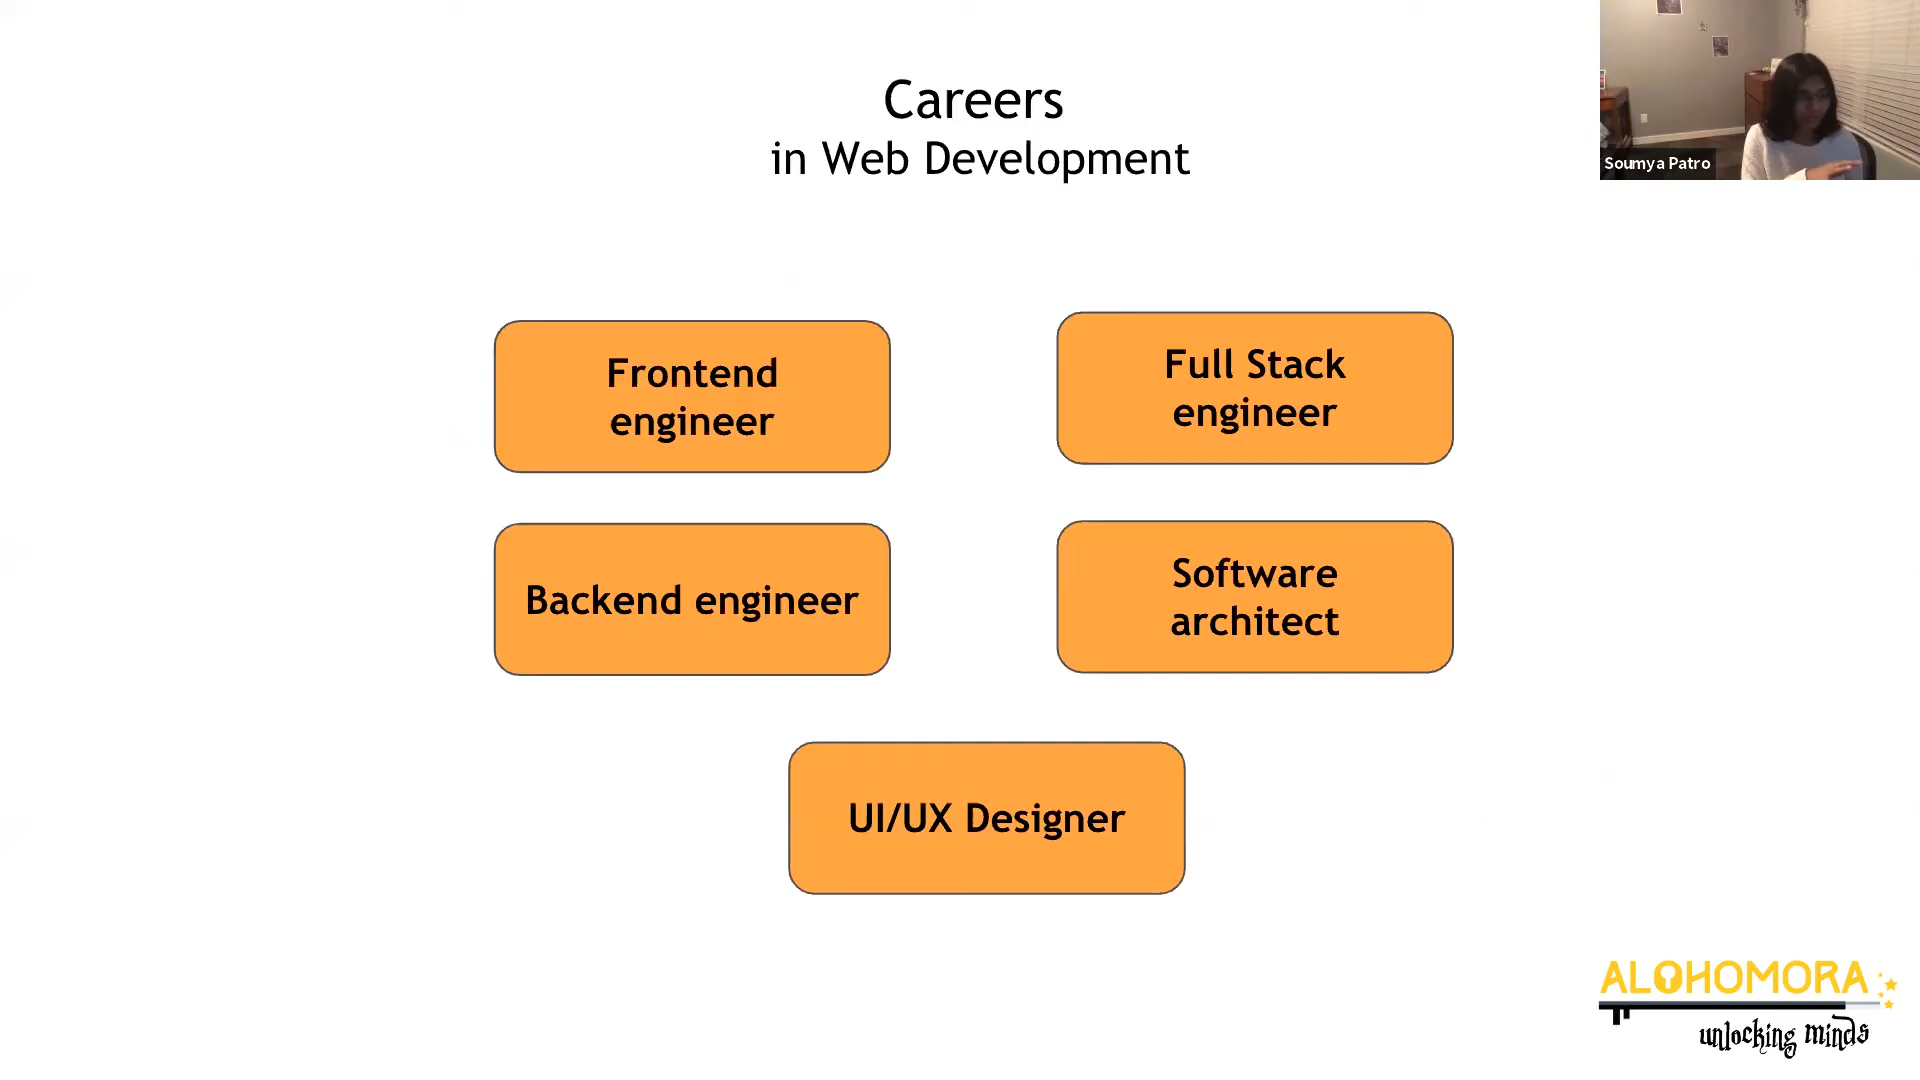 Careers
in Web Development
Soumya Patro
Frontend
engineer
Full Stack
engineer
Backend engineer
Software
architect
UI/UX Designer
ALOHOMORA
unlocking minds